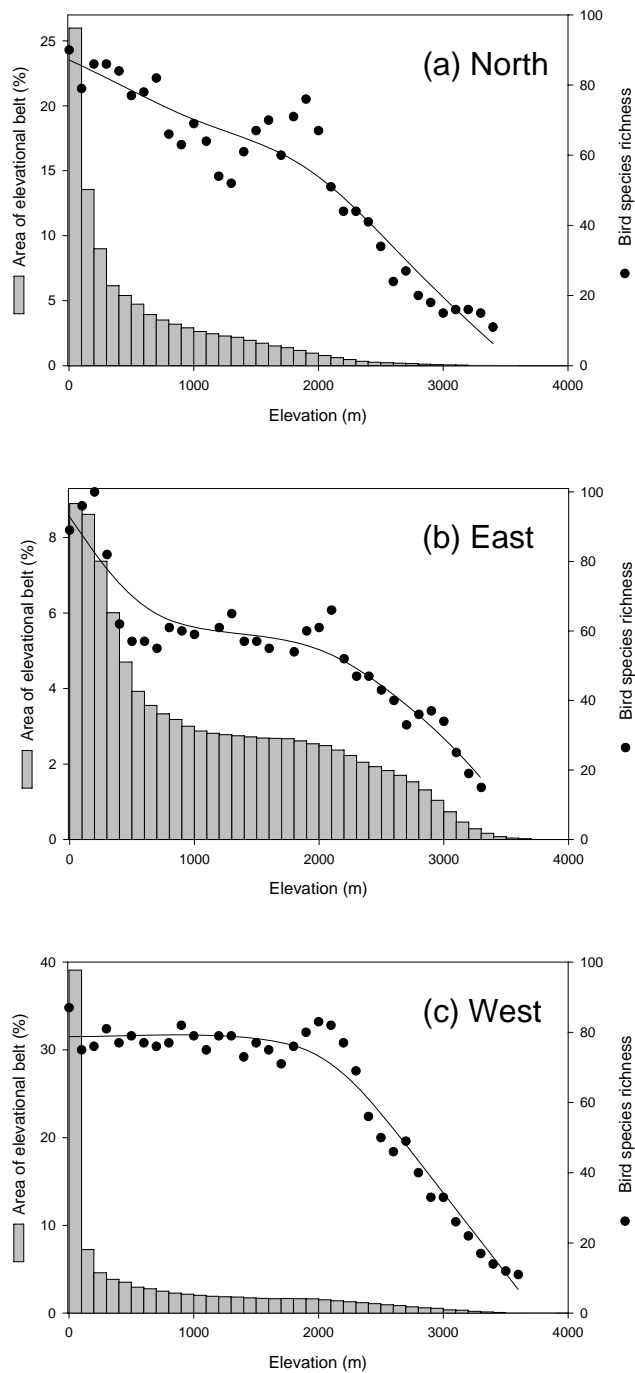 (a) North
Area of elevational belt (%)
25
20
15
10
5
0
100
80
60
40
20
0
Bird species richness
0 1000 2000 3000 4000
Elevation (m)
(b) East
Area of elevational belt (%)
8
6
4
2
0
100
80
60
40
20
0
Bird species richness
0 1000 2000 3000 4000
Elevation (m)
(c) West
Area of elevational belt (%)
40
30
20
10
0
100
80
60
40
20
0
Bird species richness
0 1000 2000 3000 4000
Elevation (m)